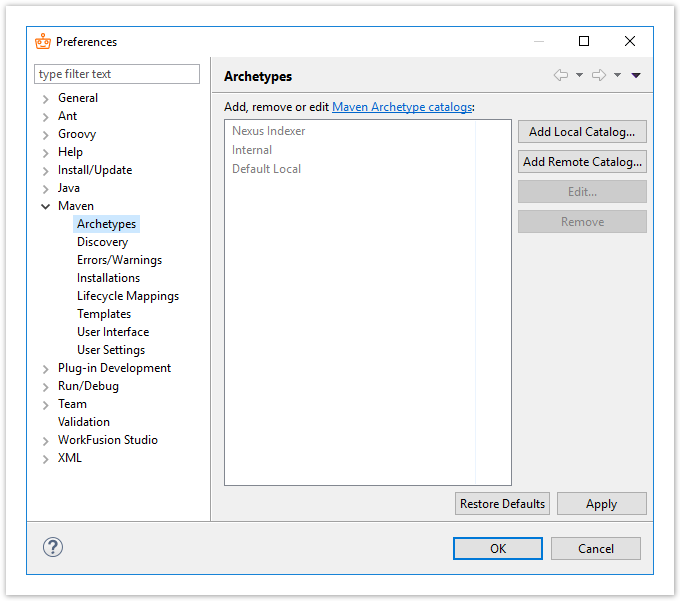 Preferences
type filter text
General
Ant
Groovy
Help
Install/Update
Java
Maven
Archetypes
Discovery
Errors/Warnings
Installations
Lifecycle Mappings
Templates
User Interface
User Settings
Plug-in Development
Run/Debug
Team
Validation
WorkFusion Studio
XML
Archetypes
Add, remove or edit Maven Archetype catalogs:
Nexus Indexer
Internal
Default Local
Add Local Catalog...
Add Remote Catalog...
Edit...
Remove
Restore Defaults
Apply
?
OK
Cancel